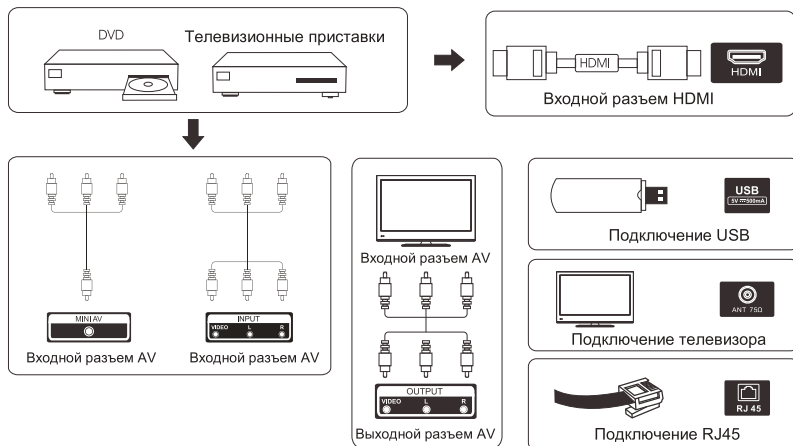 DVD
Телевизионные приставки
HDMI
HDMI
Входной разъем HDMI
MINI AV
Входной разъем AV
INPUT
VIDEO L R
Входной разъем AV
Входной разъем AV
OUTPUT
VIDEO L R
Выходной разъем AV
USB
5V⎓500mA
Подключение USB
ANT 75Ω
Подключение телевизора
RJ 45
Подключение RJ45